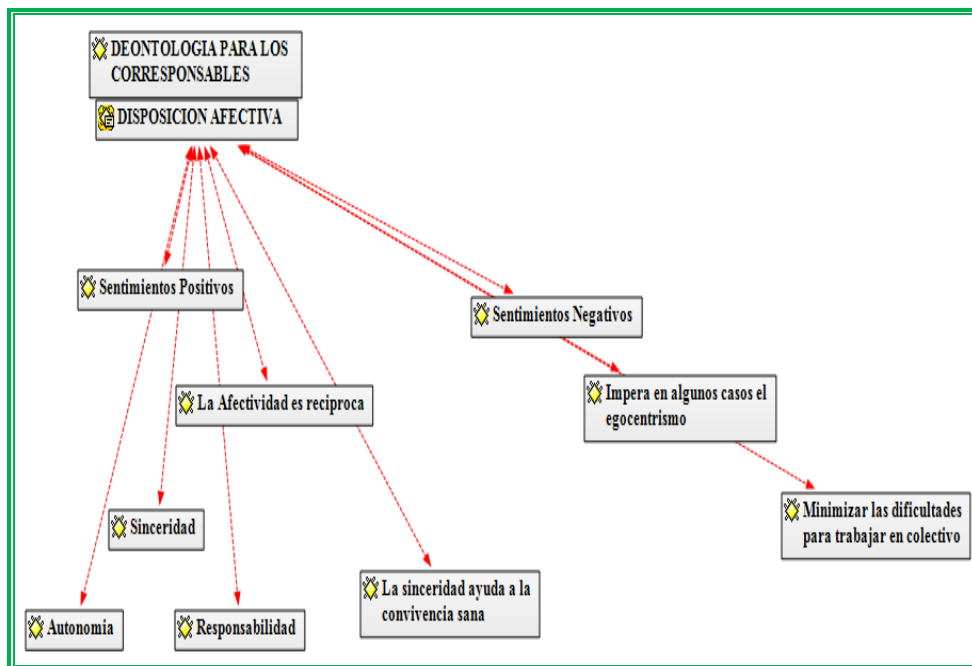 DEONTOLOGIA PARA LOS
CORRESPONSABLES
DISPOSICION AFECTIVA
Sentimientos Positivos
Sentimientos Negativos
La Afectividad es reciproca
Impera en algunos casos el
egocentrismo
Sinceridad
Minimizar las dificultades
para trabajar en colectivo
La sinceridad ayuda a la
convivencia sana
Autonomia
Responsabilidad